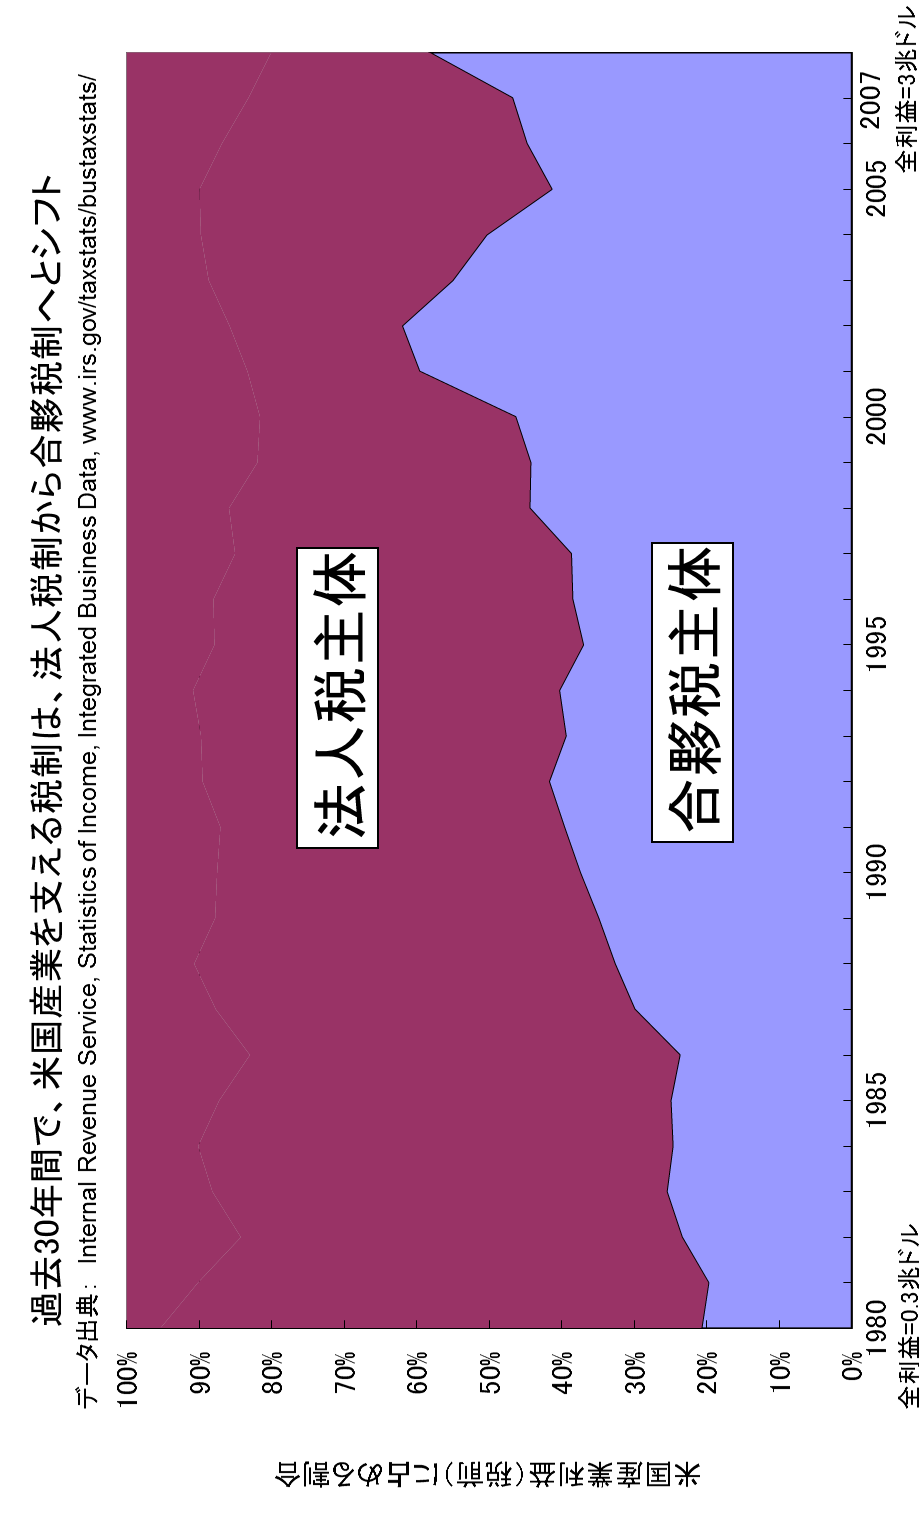 過去30年間で、米国産業を支える税制は、法人税制から合夥税制へとシフト
データ出典： Internal Revenue Service, Statistics of Income, Integrated Business Data, www.irs.gov/taxstats/bustaxstats/
米国産業利益（税前）に占める割合
100%
90%
80%
70%
60%
50%
40%
30%
20%
10%
0%
法人税主体
合夥税主体
1980
1985
1990
1995
2000
2005
2007
全利益=0.3兆ドル
全利益=3兆ドル